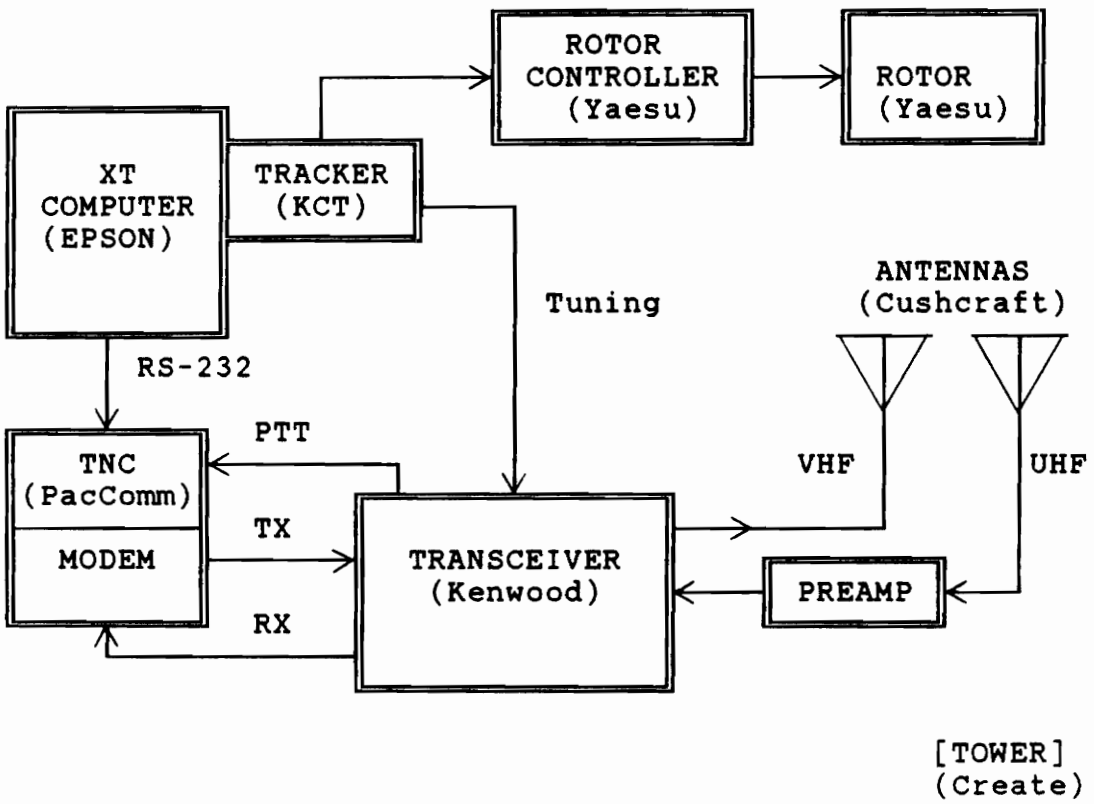 ROTOR
CONTROLLER
(Yaesu)
ROTOR
(Yaesu)
XT
COMPUTER
(EPSON)
TRACKER
(KCT)
Tuning
ANTENNAS
(Cushcraft)
RS-232
PTT
VHF
UHF
TNC
(PacComm)
TX
MODEM
TRANSCEIVER
(Kenwood)
PREAMP
RX
[TOWER]
(Create)